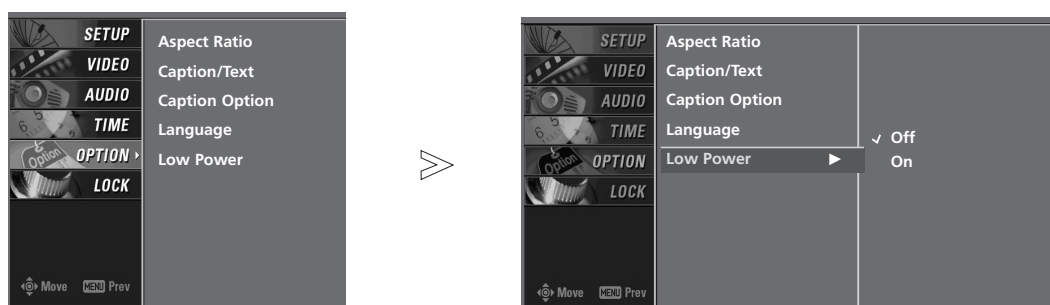 SETUP
VIDEO
AUDIO
TIME
OPTION
LOCK
Aspect Ratio
Caption/Text
Caption Option
Language
Low Power
Move MENU Prev
SETUP
VIDEO
AUDIO
TIME
OPTION
LOCK
Aspect Ratio
Caption/Text
Caption Option
Language
Low Power
Off
On
Move MENU Prev